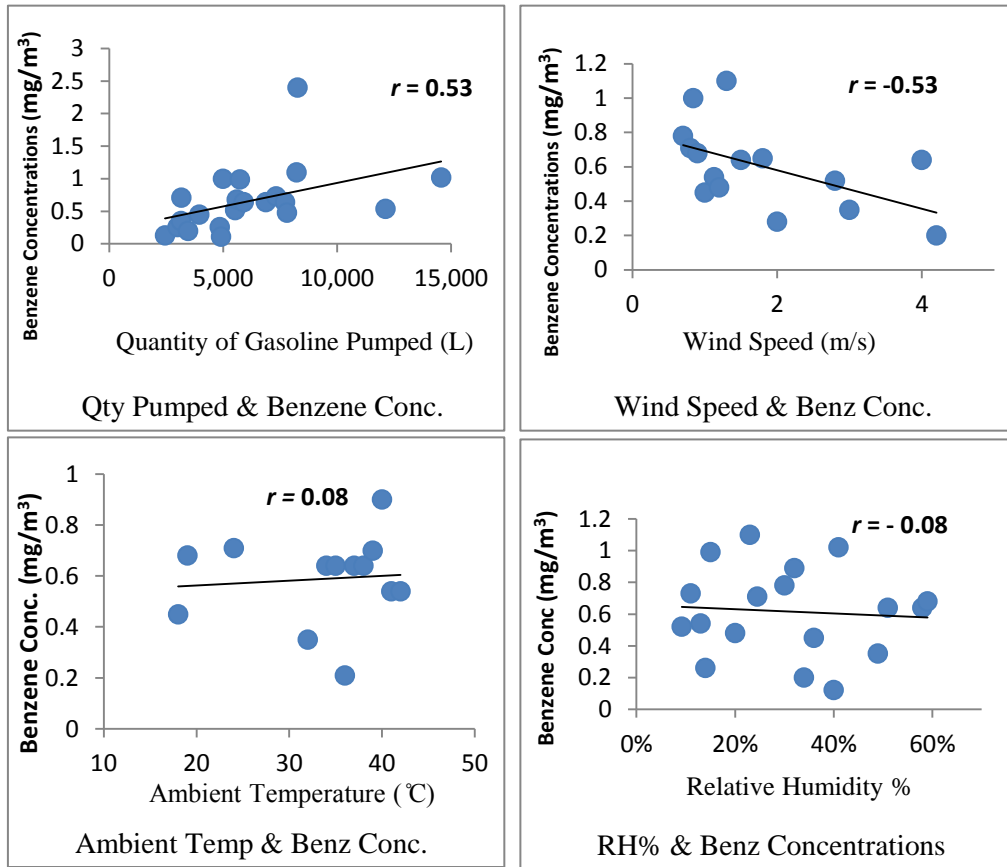 Benzene Concentrations (mg/m³)
3
2.5
2
1.5
1
0.5
0
r = 0.53
0 5,000 10,000 15,000
Quantity of Gasoline Pumped (L)
Qty Pumped & Benzene Conc.
Benzene Concentrations (mg/m³)
1.2
1
0.8
0.6
0.4
0.2
0
r = -0.53
0 2 4
Wind Speed (m/s)
Wind Speed & Benz Conc.
Benzene Conc. (mg/m³)
1
0.8
0.6
0.4
0.2
0
r = 0.08
10 20 30 40 50
Ambient Temperature (℃)
Ambient Temp & Benz Conc.
Benzene Conc (mg/m³)
1.2
1
0.8
0.6
0.4
0.2
0
r = - 0.08
0% 20% 40% 60%
Relative Humidity %
RH% & Benz Concentrations